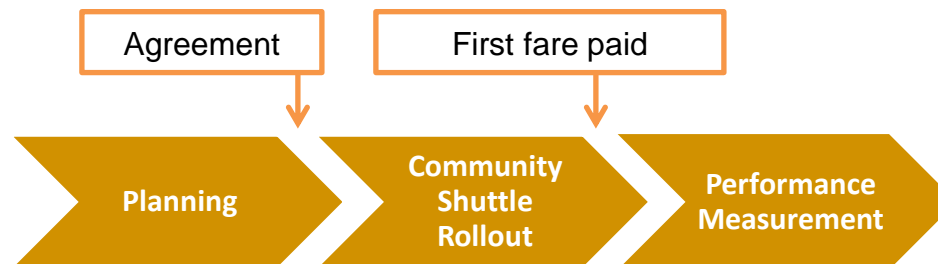 Agreement
First fare paid
Planning
Community
Shuttle
Rollout
Performance
Measurement